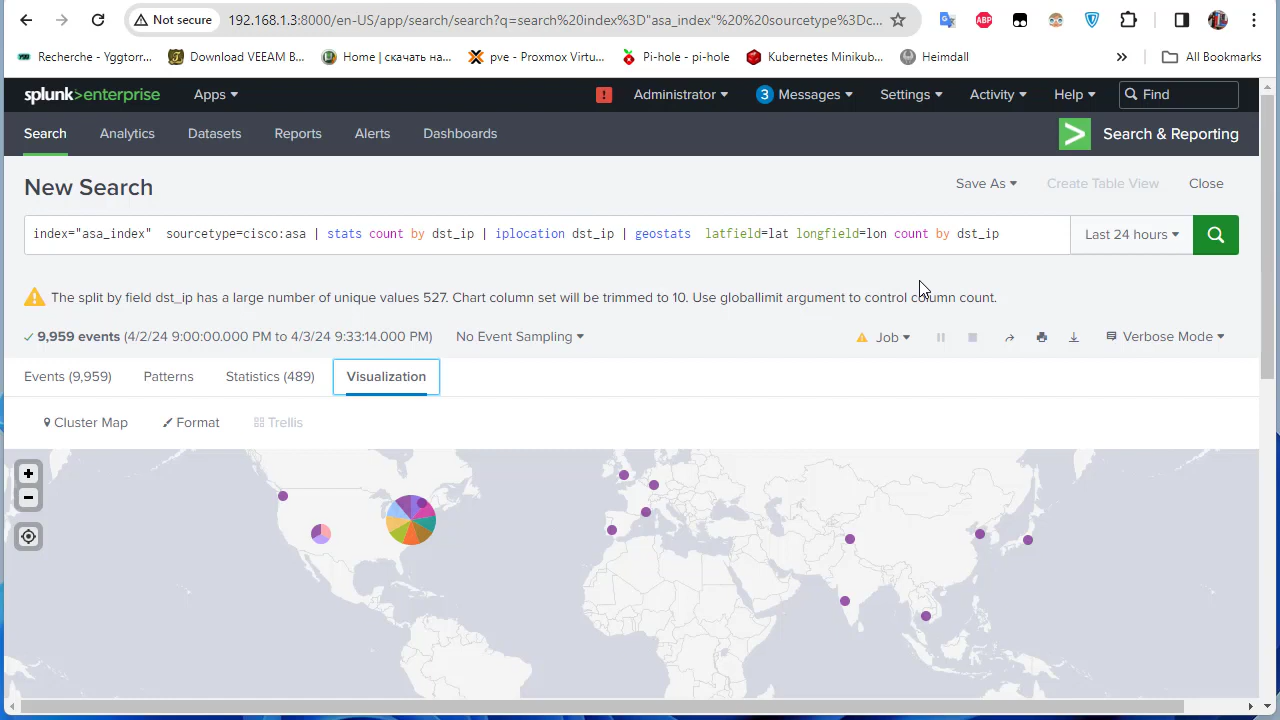 Not secure 192.168.1.3:8000/en-US/app/search/search?q=search%20index%3D"asa_index"%20%20sourcetype%3Dc...
ABP
Recherche - Yggtorr... Download VEEAM B... Home | скачать на... pve - Proxmox Virtu... Pi-hole - pi-hole Kubernetes Minikub... Heimdall » All Bookmarks
splunk>enterprise Apps ! Administrator 3 Messages Settings Activity Help Find
Search Analytics Datasets Reports Alerts Dashboards > Search & Reporting
New Search Save As Create Table View Close
index="asa_index" sourcetype=cisco:asa | stats count by dst_ip | iplocation dst_ip | geostats latfield=lat longfield=lon count by dst_ip Last 24 hours
The split by field dst_ip has a large number of unique values 527. Chart column set will be trimmed to 10. Use globallimit argument to control column count.
✓ 9,959 events (4/2/24 9:00:00.000 PM to 4/3/24 9:33:14.000 PM) No Event Sampling Job Verbose Mode
Events (9,959) Patterns Statistics (489) Visualization
Cluster Map Format Trellis
+
−